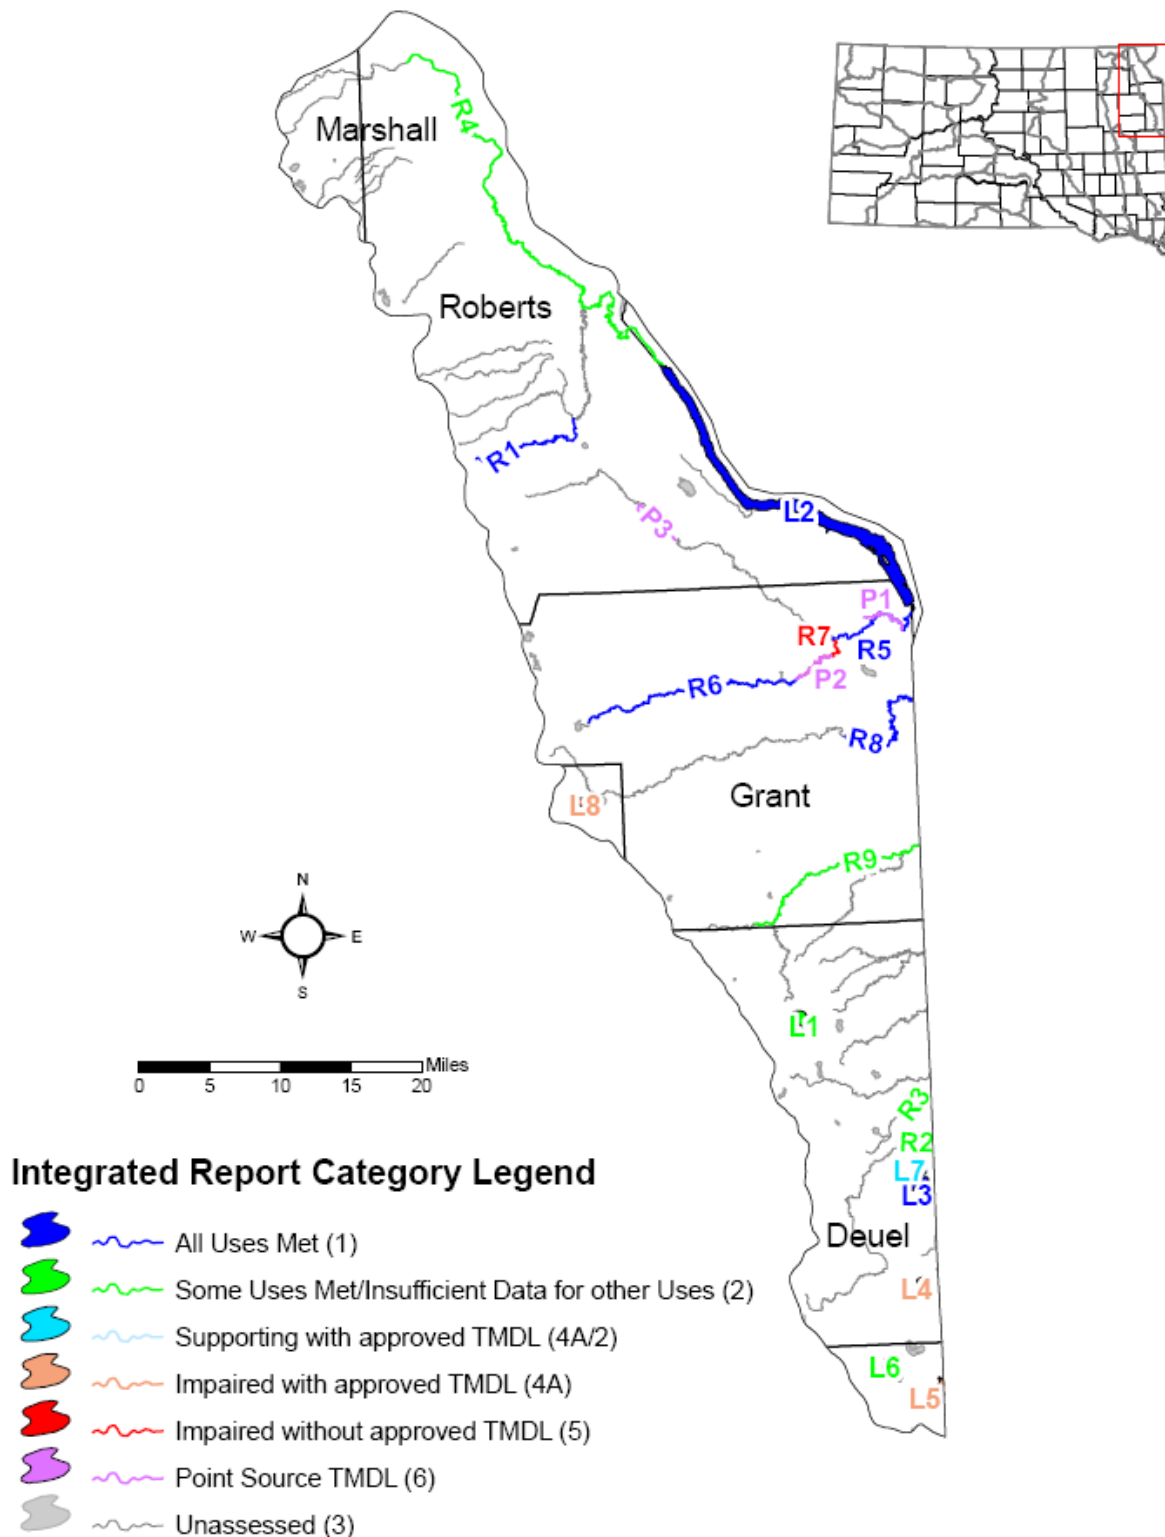 R4
Marshall
Roberts
R1
L2
P3
P1
R7
R5
P2
R6
R8
L8
Grant
R9
N
W E
S
L1
Miles
0 5 10 15 20
R3
R2
L7
L3
Deuel
L4
L6
L5
Integrated Report Category Legend
All Uses Met (1)
Some Uses Met/Insufficient Data for other Uses (2)
Supporting with approved TMDL (4A/2)
Impaired with approved TMDL (4A)
Impaired without approved TMDL (5)
Point Source TMDL (6)
Unassessed (3)